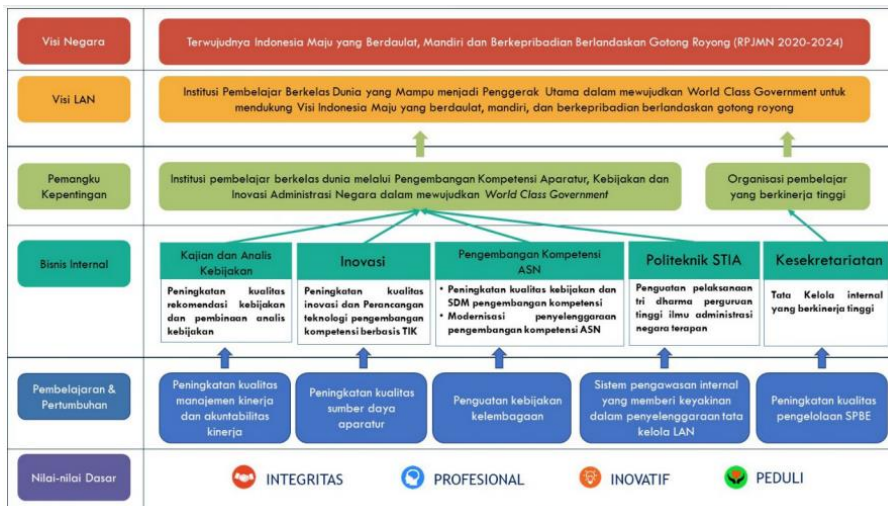 Visi Negara
Terwujudnya Indonesia Maju yang Berdaulat, Mandiri dan Berkepribadian Berlandaskan Gotong Royong (RPJMN 2020-2024)
Visi LAN
Institusi Pembelajar Berkelas Dunia yang Mampu menjadi Penggerak Utama dalam mewujudkan World Class Government untuk
mendukung Visi Indonesia Maju yang berdaulat, mandiri, dan berkepribadian berlandaskan gotong royong
Pemangku
Kepentingan
Institusi pembelajar berkelas dunia melalui Pengembangan Kompetensi Aparatur, Kebijakan dan
Inovasi Administrasi Negara dalam mewujudkan World Class Government
Organisasi pembelajar
yang berkinerja tinggi
Bisnis Internal
Kajian dan Analis
Kebijakan
Peningkatan kualitas
rekomendasi kebijakan
dan pembinaan analis
kebijakan
Inovasi
Peningkatan kualitas
inovasi dan Perancangan
teknologi pengembangan
kompetensi berbasis TIK
Pengembangan Kompetensi
ASN
• Peningkatan kualitas kebijakan dan
SDM pengembangan kompetensi
• Modernisasi penyelenggaraan
pengembangan kompetensi ASN
Politeknik STIA
Penguatan pelaksanaan
tri dharma perguruan
tinggi ilmu administrasi
negara terapan
Kesekretariatan
Tata Kelola internal
yang berkinerja tinggi
Pembelajaran &
Pertumbuhan
Peningkatan kualitas
manajemen kinerja
dan akuntabilitas
kinerja
Peningkatan kualitas
sumber daya
aparatur
Penguatan kebijakan
kelembagaan
Sistem pengawasan internal
yang memberi keyakinan
dalam penyelenggaraan tata
kelola LAN
Peningkatan kualitas
pengelolaan SPBE
Nilai-nilai Dasar
INTEGRITAS
PROFESIONAL
INOVATIF
PEDULI